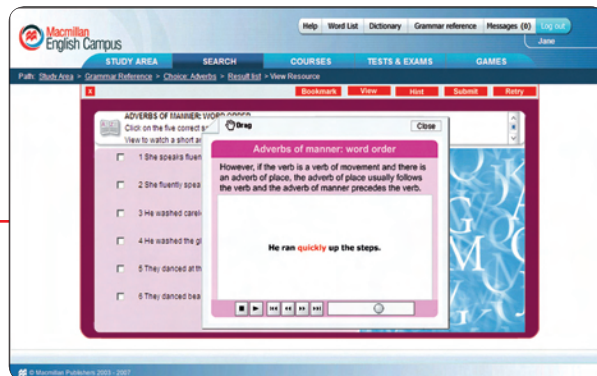 Macmillan
English Campus
Help Word List Dictionary Grammar reference Messages (0) Log out
Jane
STUDY AREA SEARCH COURSES TESTS & EXAMS GAMES
Path: Study Area > Grammar Reference > Choice: Adverbs > Result list > View Resource
x Bookmark View Hint Submit Retry
ADVERBS OF MANNER: WORD ORDER
Click on the five correct
View to watch a short
Drag Close
Adverbs of manner: word order
However, if the verb is a verb of movement and there is
an adverb of place, the adverb of place usually follows
the verb and the adverb of manner precedes the verb.
He ran quickly up the steps.
1 She speaks
2 She fluently
3 He washed
4 He washed the
5 They danced at
6 They danced
© Macmillan Publishers 2003 - 2007